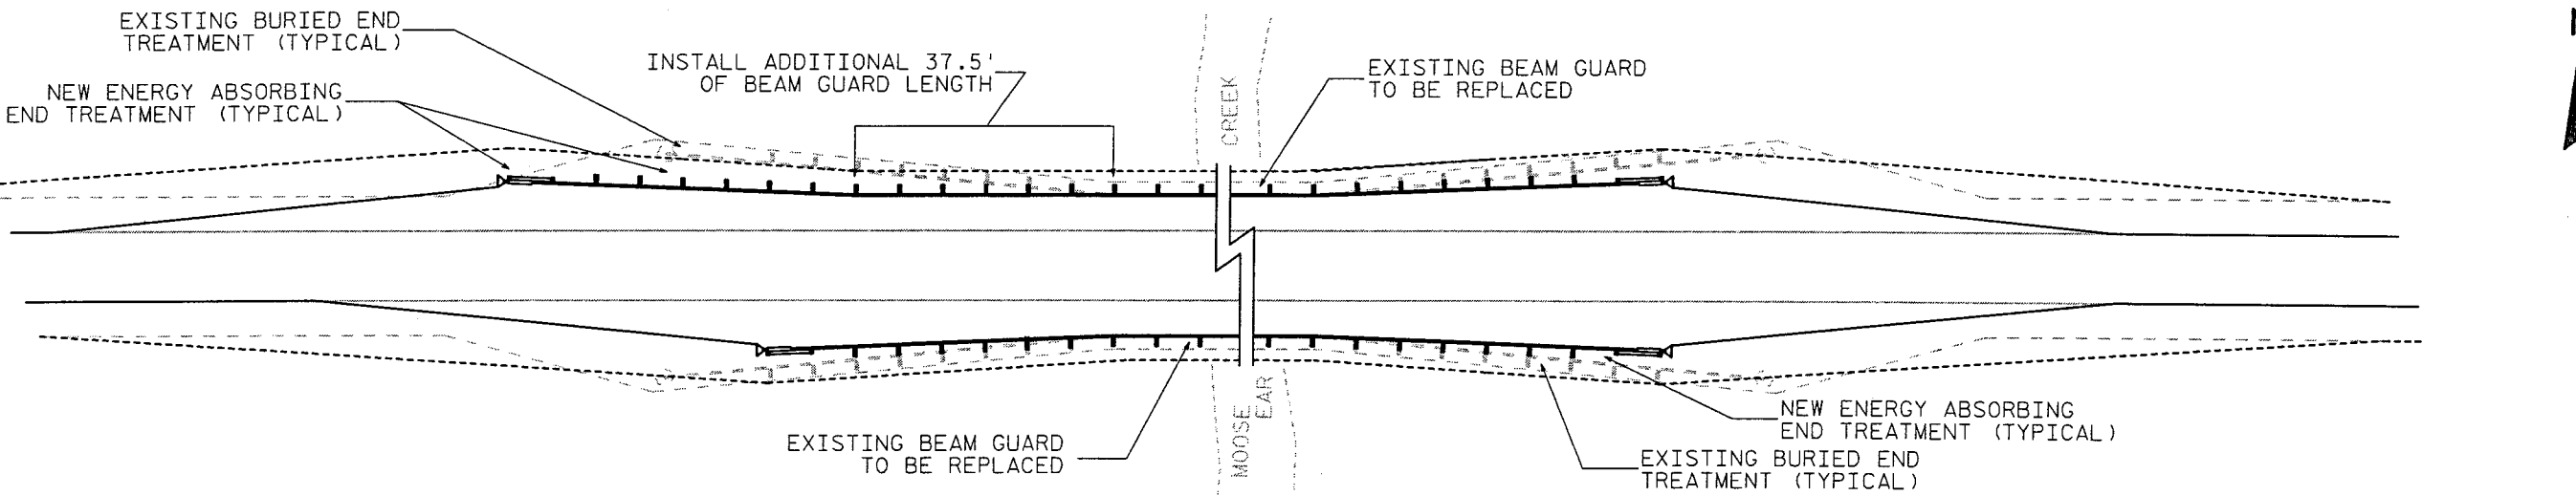 EXISTING BURIED END
TREATMENT (TYPICAL)
NEW ENERGY ABSORBING
END TREATMENT (TYPICAL)
INSTALL ADDITIONAL 37.5'
OF BEAM GUARD LENGTH
CREEK
EXISTING BEAM GUARD
TO BE REPLACED
EXISTING BEAM GUARD
TO BE REPLACED
MOOSE
EAR
NEW ENERGY ABSORBING
END TREATMENT (TYPICAL)
EXISTING BURIED END
TREATMENT (TYPICAL)